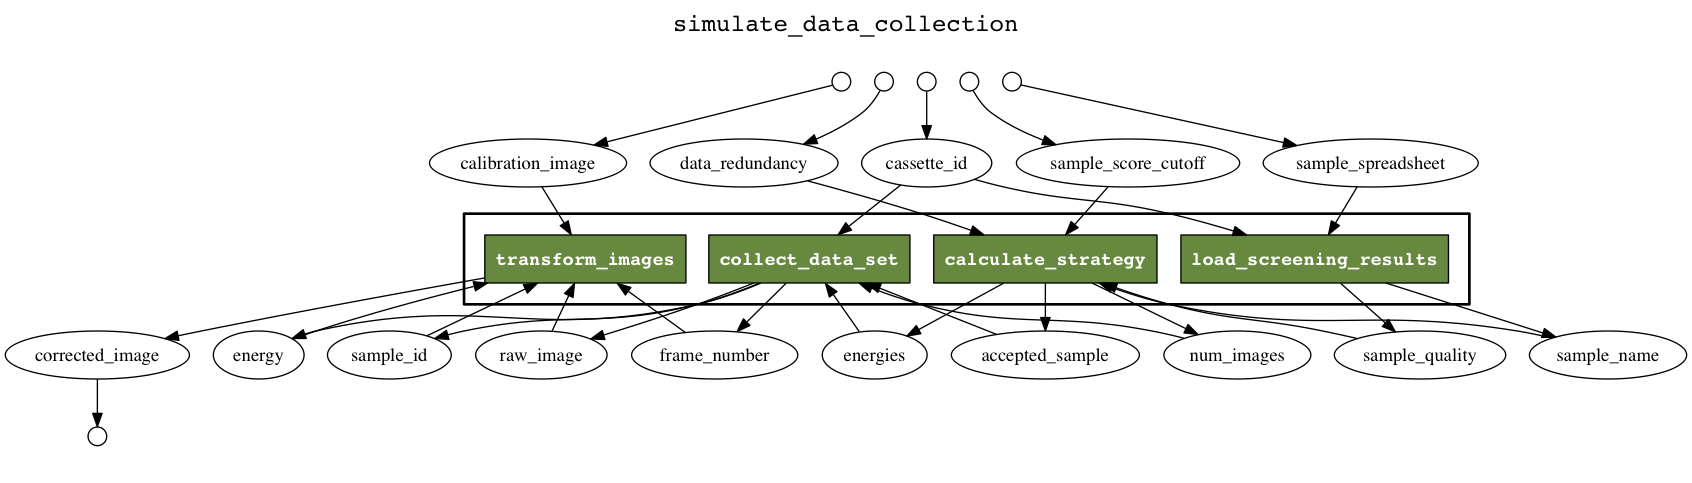 simulate_data_collection
calibration_image
data_redundancy
cassette_id
sample_score_cutoff
sample_spreadsheet
transform_images
collect_data_set
calculate_strategy
load_screening_results
corrected_image
energy
sample_id
raw_image
frame_number
energies
accepted_sample
num_images
sample_quality
sample_name